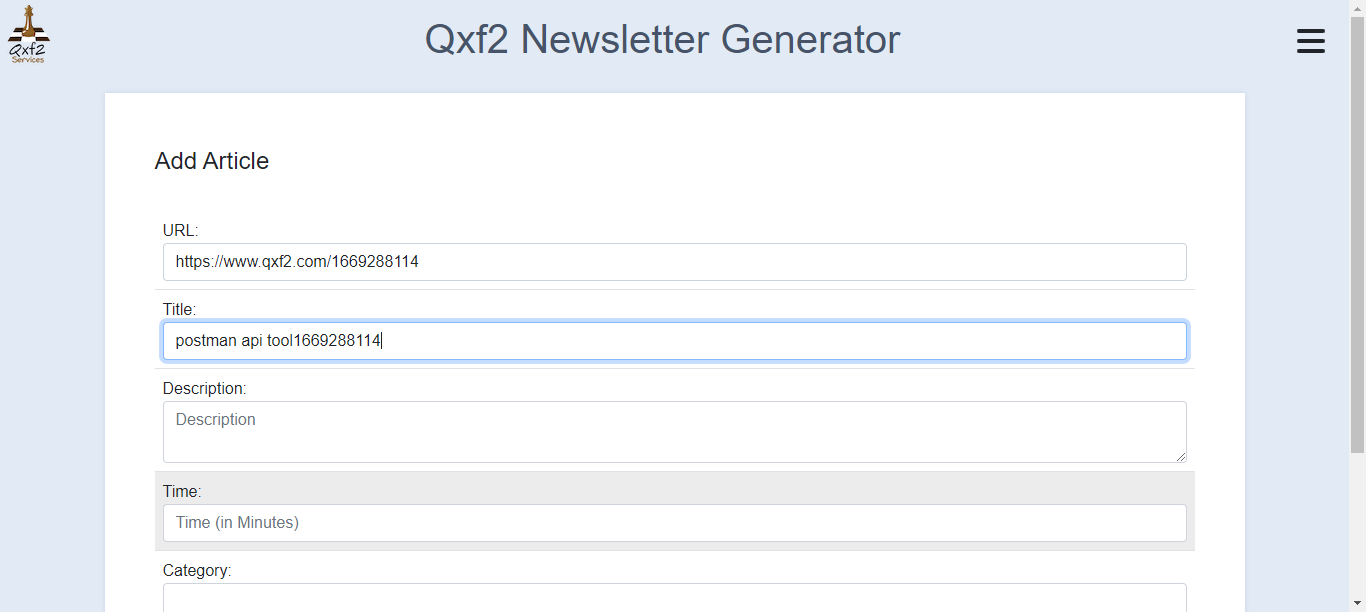 Qxf2
Services
Qxf2 Newsletter Generator
Add Article
URL:
https://www.qxf2.com/1669288114
Title:
postman api tool1669288114
Description:
Description
Time:
Time (in Minutes)
Category: